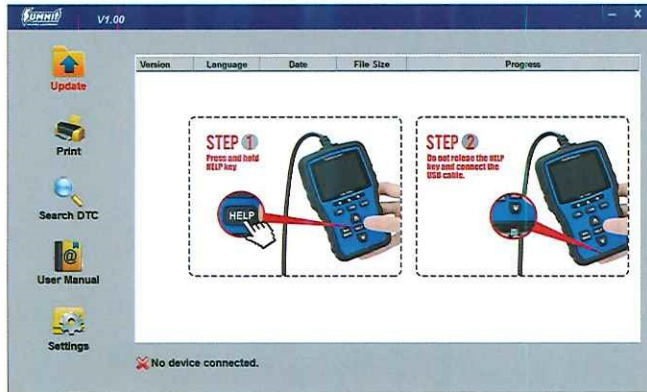 SUMMIT V1.00
Version Language Date File Size Progress
Update
Print
Search DTC
User Manual
Settings
STEP 1
Press and hold
HELP key
HELP
STEP 2
Do not relese the HELP
key and connect the
USB cable.
No device connected.